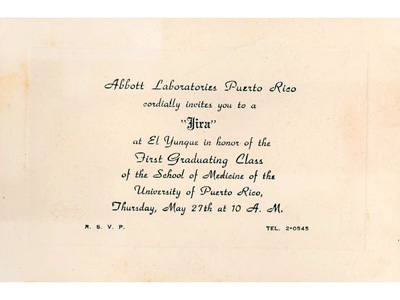 Abbott Laboratories Puerto Rico
cordially invites you to a
"Jira"
at El Yunque in honor of the
First Graduating Class
of the School of Medicine of the
University of Puerto Rico,
Thursday, May 27th at 10 A. M.
R. S. V. P. TEL. 2-0545